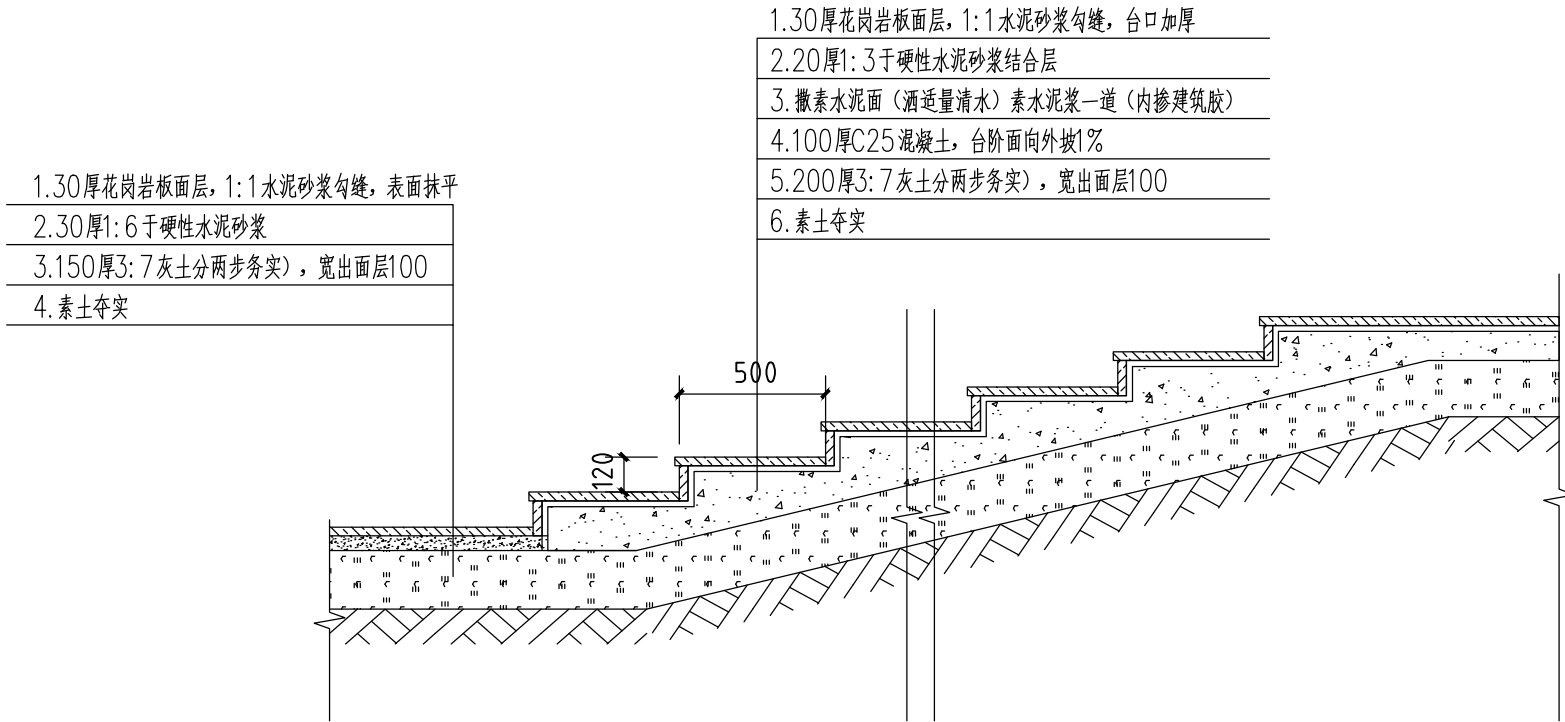 1.30厚花岗岩板面层，1:1水泥砂浆勾缝，台口加厚
2.20厚1:3于硬性水泥砂浆结合层
3.撒素水泥面（洒适量清水）素水泥浆一道（内掺建筑胶）
4.100厚C25混凝土，台阶面向外坡1%
5.200厚3:7灰土分两步务实），宽出面层100
6.素土夯实
1.30厚花岗岩板面层，1:1水泥砂浆勾缝，表面抹平
2.30厚1:6于硬性水泥砂浆
3.150厚3:7灰土分两步务实），宽出面层100
4.素土夯实
500
120